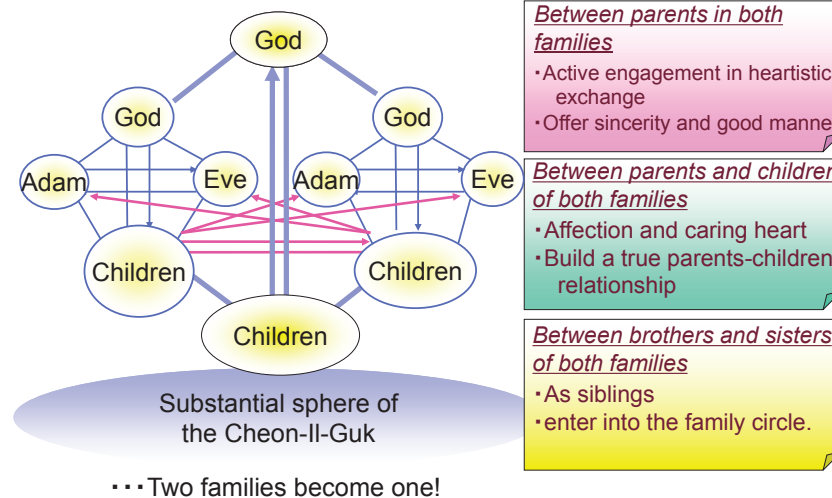 God
God
God
Adam
Eve
Adam
Eve
Children
Children
Children
Substantial sphere of
the Cheon-Il-Guk
···Two families become one!
Between parents in both
families
・Active engagement in heartistic
exchange
・Offer sincerity and good manne
Between parents and children
of both families
・Affection and caring heart
・Build a true parents-children
relationship
Between brothers and sisters
of both families
・As siblings
・enter into the family circle.